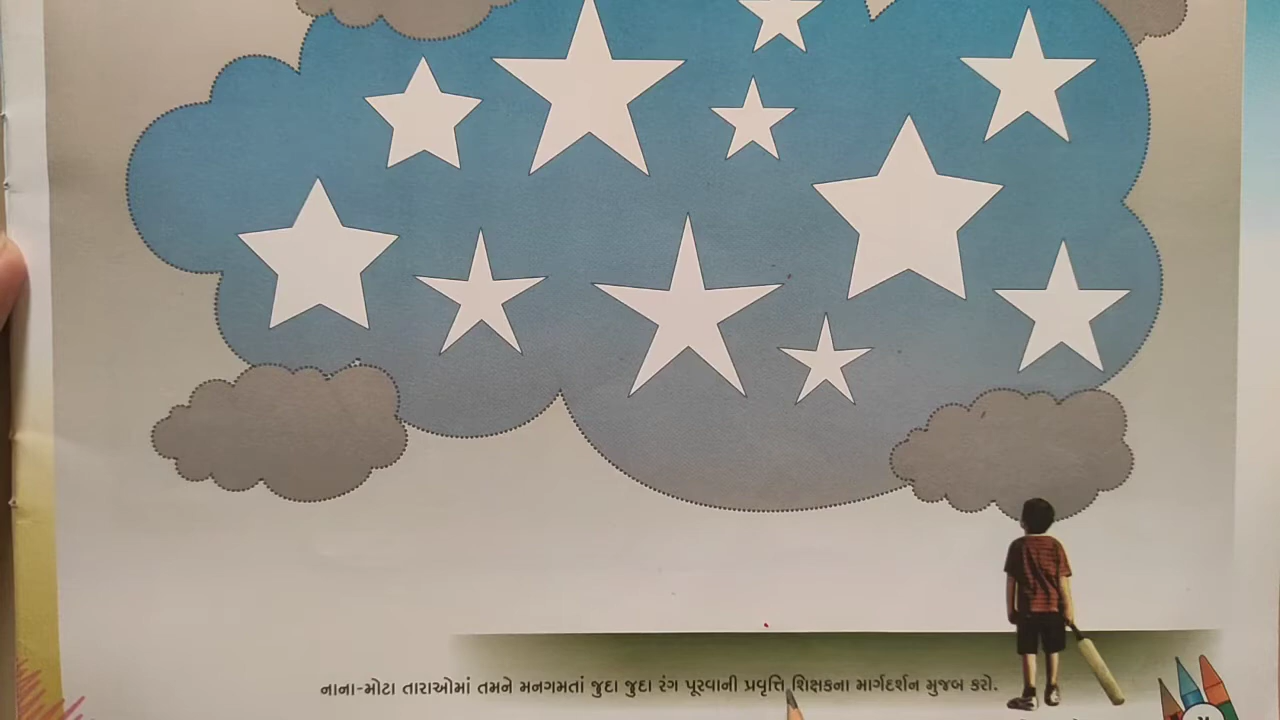 નાના-મોટા તારાઓમાં તમને મનગમતાં જુદા જુદા રંગ પૂરવાની પ્રવૃત્તિ શિક્ષકના માર્ગદર્શન મુજબ કરો.